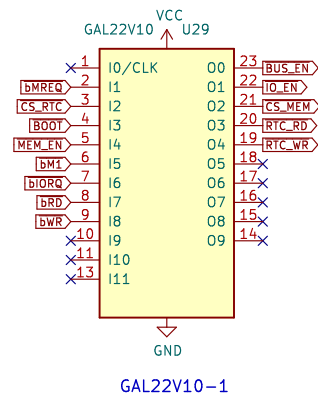 VCC
GAL22V10 U29
1 I0/CLK O0 23 BUS_EN
bMREQ 2 I1 O1 22 IO_EN
CS_RTC 3 I2 O2 21 CS_MEM
BOOT 4 I3 O3 20 RTC_RD
MEM_EN 5 I4 O4 19 RTC_WR
bM1 6 I5 O5 18
bIORQ 7 I6 O6 17
bRD 8 I7 O7 16
bWR 9 I8 O8 15
10 I9 O9 14
11 I10
13 I11
GND
GAL22V10-1